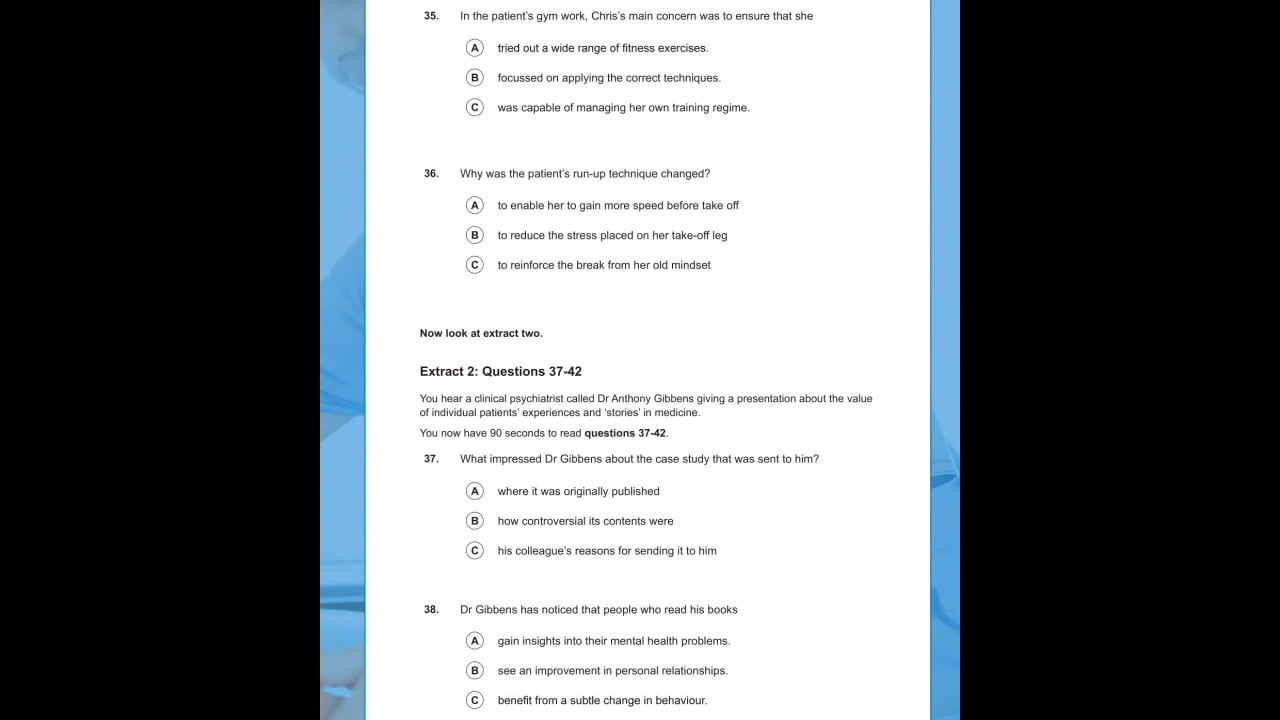 35. In the patient's gym work, Chris's main concern was to ensure that she
A tried out a wide range of fitness exercises.
B focussed on applying the correct techniques.
C was capable of managing her own training regime.
36. Why was the patient's run-up technique changed?
A to enable her to gain more speed before take off
B to reduce the stress placed on her take-off leg
C to reinforce the break from her old mindset
Now look at extract two.
Extract 2: Questions 37-42
You hear a clinical psychiatrist called Dr Anthony Gibbens giving a presentation about the value
of individual patients' experiences and ‘stories’ in medicine.
You now have 90 seconds to read questions 37-42.
37. What impressed Dr Gibbens about the case study that was sent to him?
A where it was originally published
B how controversial its contents were
C his colleague's reasons for sending it to him
38. Dr Gibbens has noticed that people who read his books
A gain insights into their mental health problems.
B see an improvement in personal relationships.
C benefit from a subtle change in behaviour.